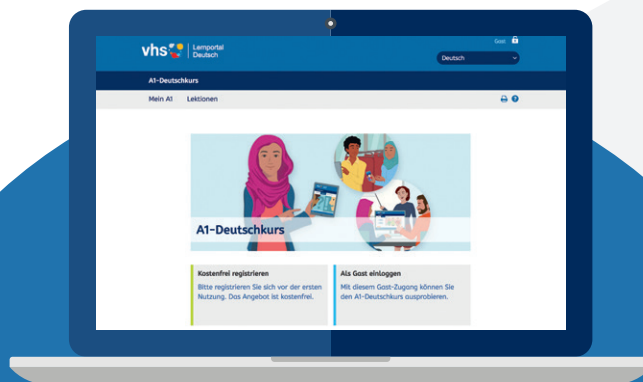 Gast
vhs
Lernportal
Deutsch
Deutsch
A1-Deutschkurs
Mein A1 Lektionen
A1-Deutschkurs
Kostenfrei registrieren
Bitte registrieren Sie sich vor der ersten
Nutzung. Das Angebot ist kostenfrei.
Als Gast einloggen
Mit diesem Gast-Zugang können Sie
den A1-Deutschkurs ausprobieren.